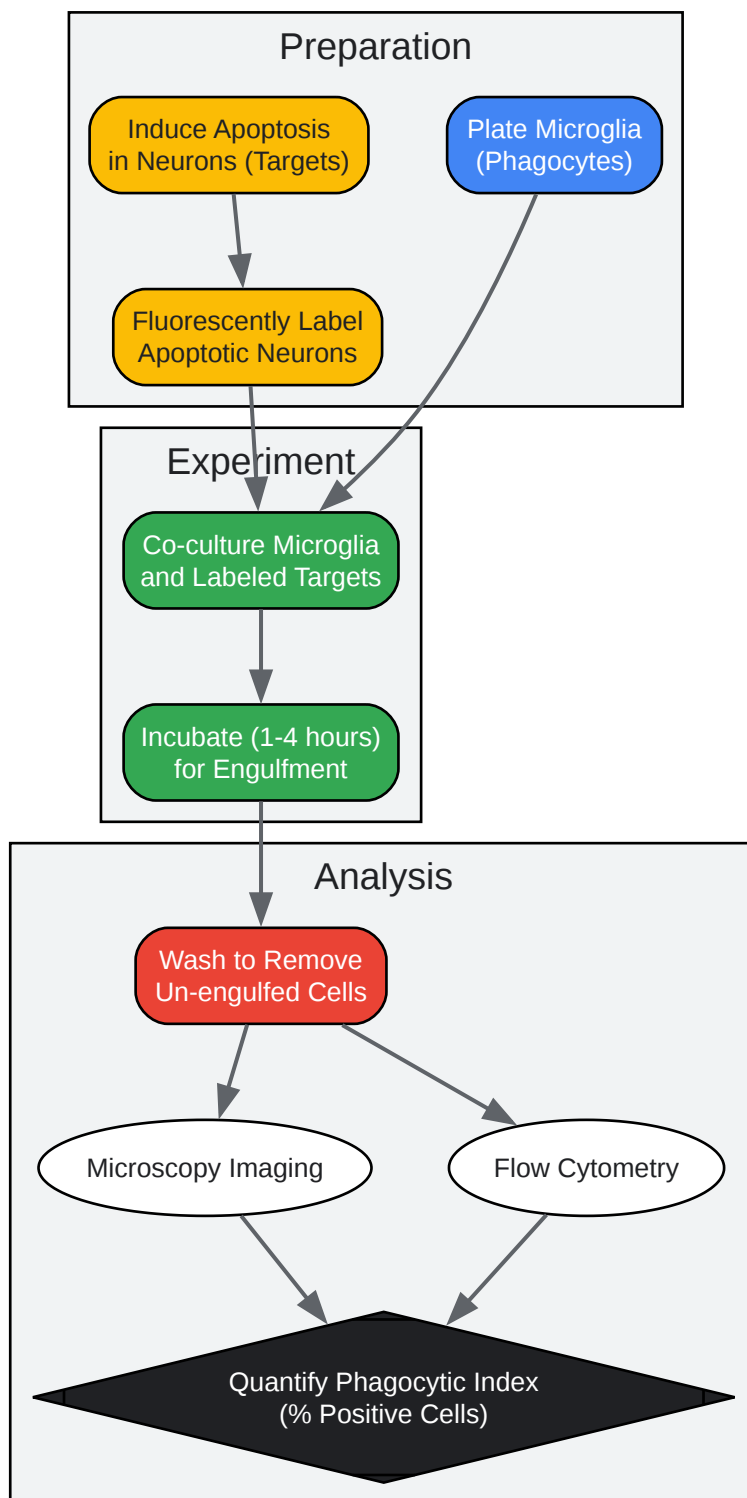 Preparation
Induce Apoptosis
in Neurons (Targets)
Plate Microglia
(Phagocytes)
Fluorescently Label
Apoptotic Neurons
Experiment
Co-culture Microglia
and Labeled Targets
Incubate (1-4 hours)
for Engulfment
Analysis
Wash to Remove
Un-engulfed Cells
Microscopy Imaging
Flow Cytometry
Quantify Phagocytic Index
(% Positive Cells)